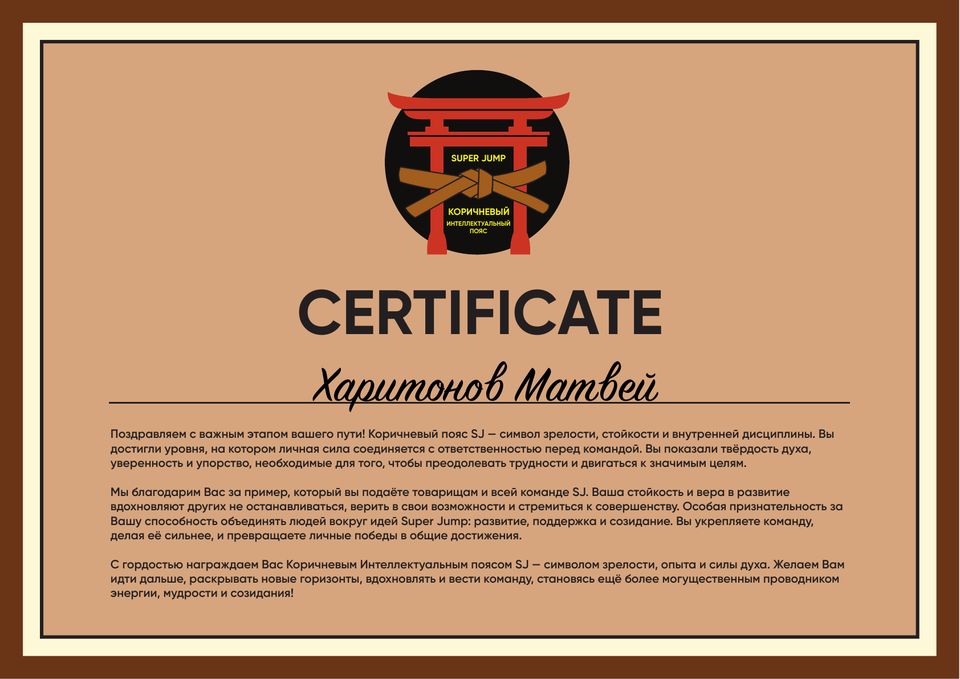 SUPER JUMP
КОРИЧНЕВЫЙ
ИНТЕЛЛЕКТУАЛЬНЫЙ
ПОЯС
CERTIFICATE
Харитонов Матвей
Поздравляем с важным этапом вашего пути! Коричневый пояс SJ — символ зрелости, стойкости и внутренней дисциплины. Вы
достигли уровня, на котором личная сила соединяется с ответственностью перед командой. Вы показали твёрдость духа,
уверенность и упорство, необходимые для того, чтобы преодолевать трудности и двигаться к значимым целям.
Мы благодарим Вас за пример, который вы подаёте товарищам и всей команде SJ. Ваша стойкость и вера в развитие
вдохновляют других не останавливаться, верить в свои возможности и стремиться к совершенству. Особая признательность за
Вашу способность объединять людей вокруг идей Super Jump: развитие, поддержка и созидание. Вы укрепляете команду,
делая её сильнее, и превращаете личные победы в общие достижения.
С гордостью награждаем Вас Коричневым Интеллектуальным поясом SJ — символом зрелости, опыта и силы духа. Желаем Вам
идти дальше, раскрывать новые горизонты, вдохновлять и вести команду, становясь ещё более могущественным проводником
энергии, мудрости и созидания!